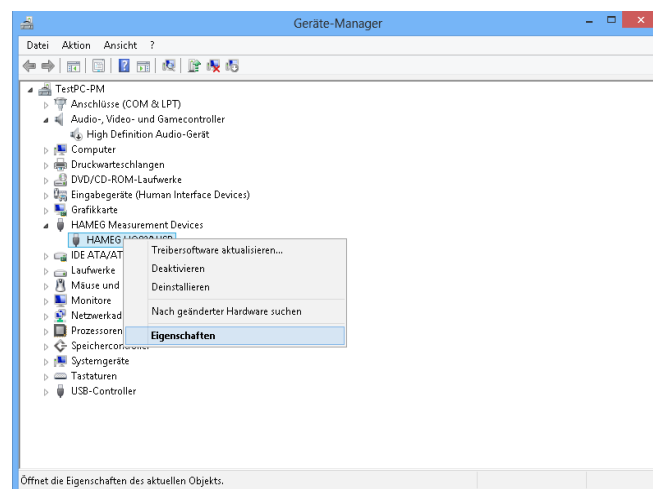 Geräte-Manager
Datei Aktion Ansicht ?
TestPC-PM
Anschlüsse (COM & LPT)
Audio-, Video- und Gamecontroller
High Definition Audio-Gerät
Computer
Druckwarteschlangen
DVD/CD-ROM-Laufwerke
Eingabegeräte (Human Interface Devices)
Grafikkarte
HAMEG Measurement Devices
HAMEG
IDE ATA/AT
Laufwerke
Mäuse und
Monitore
Netzwerkad
Prozessoren
Speichercontroller
Systemgeräte
Tastaturen
USB-Controller
Treibersoftware aktualisieren...
Deaktivieren
Deinstallieren
Nach geänderter Hardware suchen
Eigenschaften
Öffnet die Eigenschaften des aktuellen Objekts.